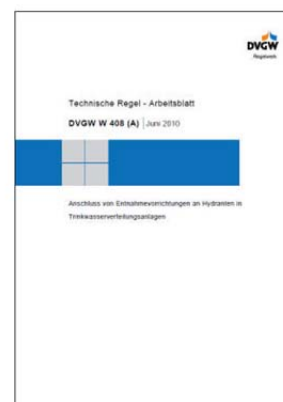 DVGW
Regelwerk
Technische Regel - Arbeitsblatt
DVGW W 408 (A) | Juni 2010
Anschluss von Entnahmevorrichtungen an Hydranten in
Trinkwasserverteilungsanlagen